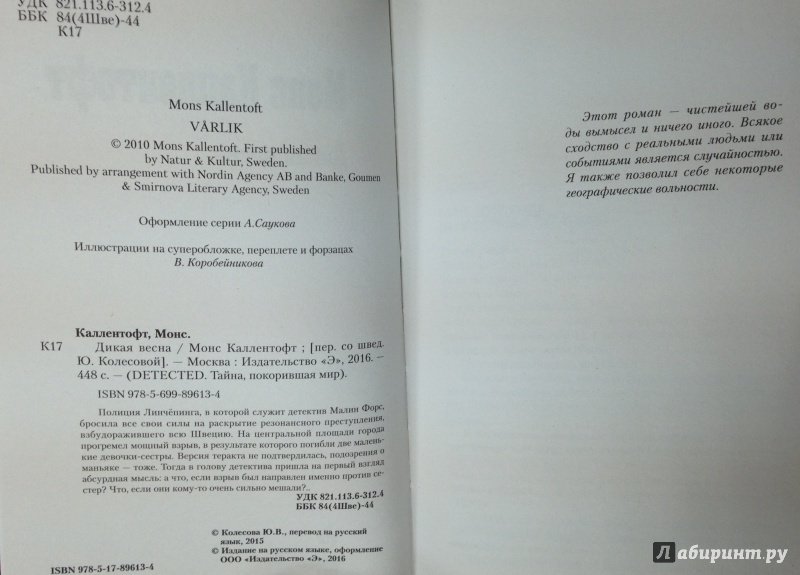 УДК 821.113.6-312.4
ББК 84(4Шве)-44
К17
Mons Kallentoft
VÅRLIK
© 2010 Mons Kallentoft. First published
by Natur & Kultur, Sweden.
Published by arrangement with Nordin Agency AB and Banke, Goumen
& Smirnova Literary Agency, Sweden
Оформление серии А.Саукова
Иллюстрации на суперобложке, переплете и форзацах
В. Коробейникова
Каллентофт, Монс.
К17 Дикая весна / Монс Каллентофт ; [пер. со швед.
Ю. Колесовой]. — Москва : Издательство «Э», 2016. —
448 с. — (DETECTED. Тайна, покорившая мир).
ISBN 978-5-699-89613-4
Полиция Линчёпинга, в которой служит детектив Малин Форс,
бросила все свои силы на раскрытие резонансного преступления,
взбудоражившего всю Швецию. На центральной площади города
прогремел мощный взрыв, в результате которого погибли две малень-
кие девочки-сестры. Версия теракта не подтвердилась, подозрения о
маньяке — тоже. Тогда в голову детектива пришла на первый взгляд
абсурдная мысль: а что, если взрыв был направлен именно против се-
стер? Что, если они кому-то очень сильно мешали?..
УДК 821.113.6-312.4
ББК 84(4Шве)-44
© Колесова Ю.В., перевод на русский
язык, 2015
© Издание на русском языке, оформление
ООО «Издательство «Э», 2016
ISBN 978-5-17-89613-4
Этот роман — чистейшей во-
ды вымысел и ничего иного. Всякое
сходство с реальными людьми или
событиями является случайностью.
Я также позволил себе некоторые
географические вольности.
Лабиринт.ру